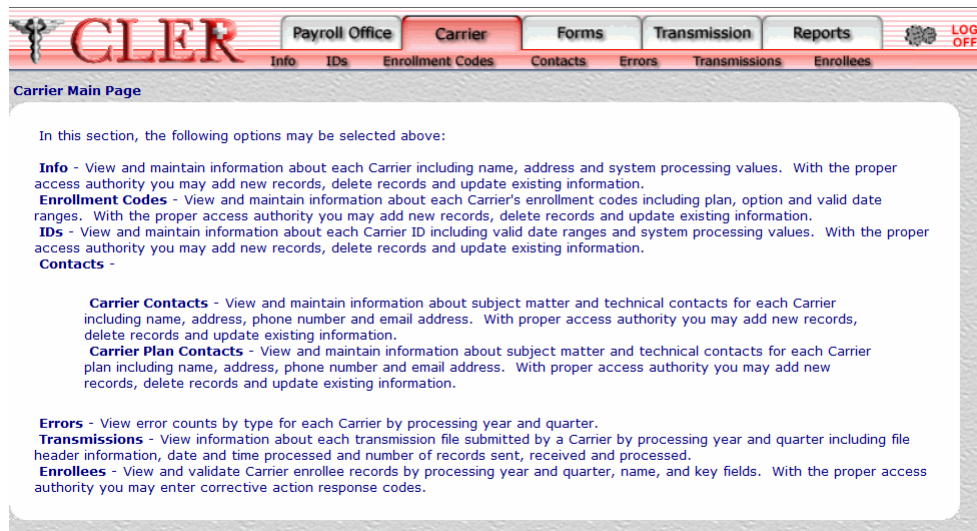 CLER
Payroll Office Carrier Forms Transmission Reports LOG
OFF
Info IDs Enrollment Codes Contacts Errors Transmissions Enrollees
Carrier Main Page
In this section, the following options may be selected above:
Info - View and maintain information about each Carrier including name, address and system processing values. With the proper
access authority you may add new records, delete records and update existing information.
Enrollment Codes - View and maintain information about each Carrier's enrollment codes including plan, option and valid date
ranges. With the proper access authority you may add new records, delete records and update existing information.
IDs - View and maintain information about each Carrier ID including valid date ranges and system processing values. With the proper
access authority you may add new records, delete records and update existing information.
Contacts -
Carrier Contacts - View and maintain information about subject matter and technical contacts for each Carrier
including name, address, phone number and email address. With proper access authority you may add new records,
delete records and update existing information.
Carrier Plan Contacts - View and maintain information about subject matter and technical contacts for each Carrier
plan including name, address, phone number and email address. With proper access authority you may add new
records, delete records and update existing information.
Errors - View error counts by type for each Carrier by processing year and quarter.
Transmissions - View information about each transmission file submitted by a Carrier by processing year and quarter including file
header information, date and time processed and number of records sent, received and processed.
Enrollees - View and validate Carrier enrollee records by processing year and quarter, name, and key fields. With the proper access
authority you may enter corrective action response codes.